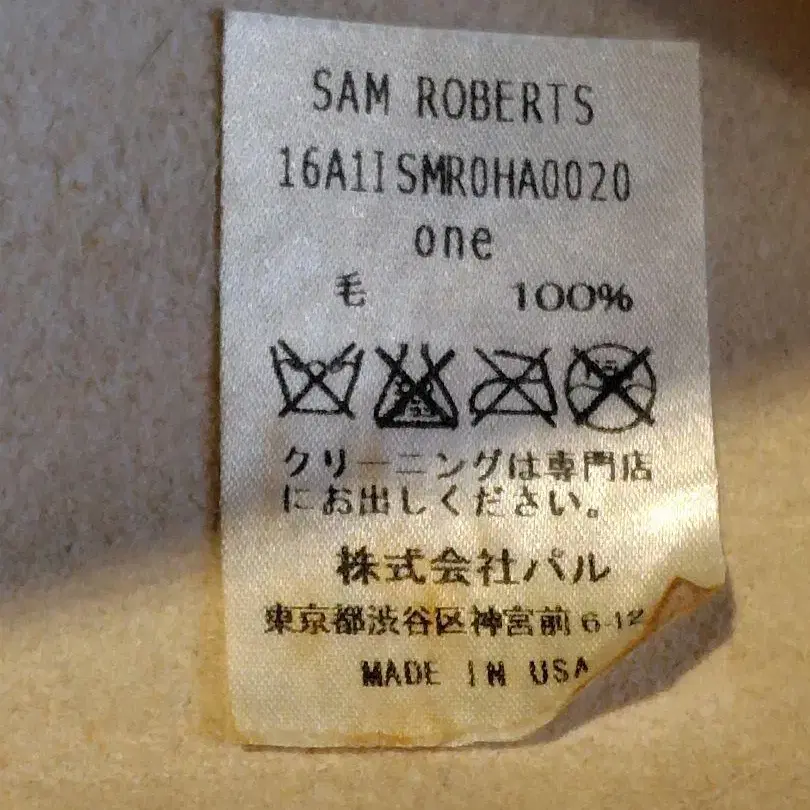 SAM ROBERTS
16A1ISMR0HA0020
one
毛 100%
クリーニングは専門店
にお出しください。
株式会社パル
東京都渋谷区神宮前 6-12
MADE IN USA